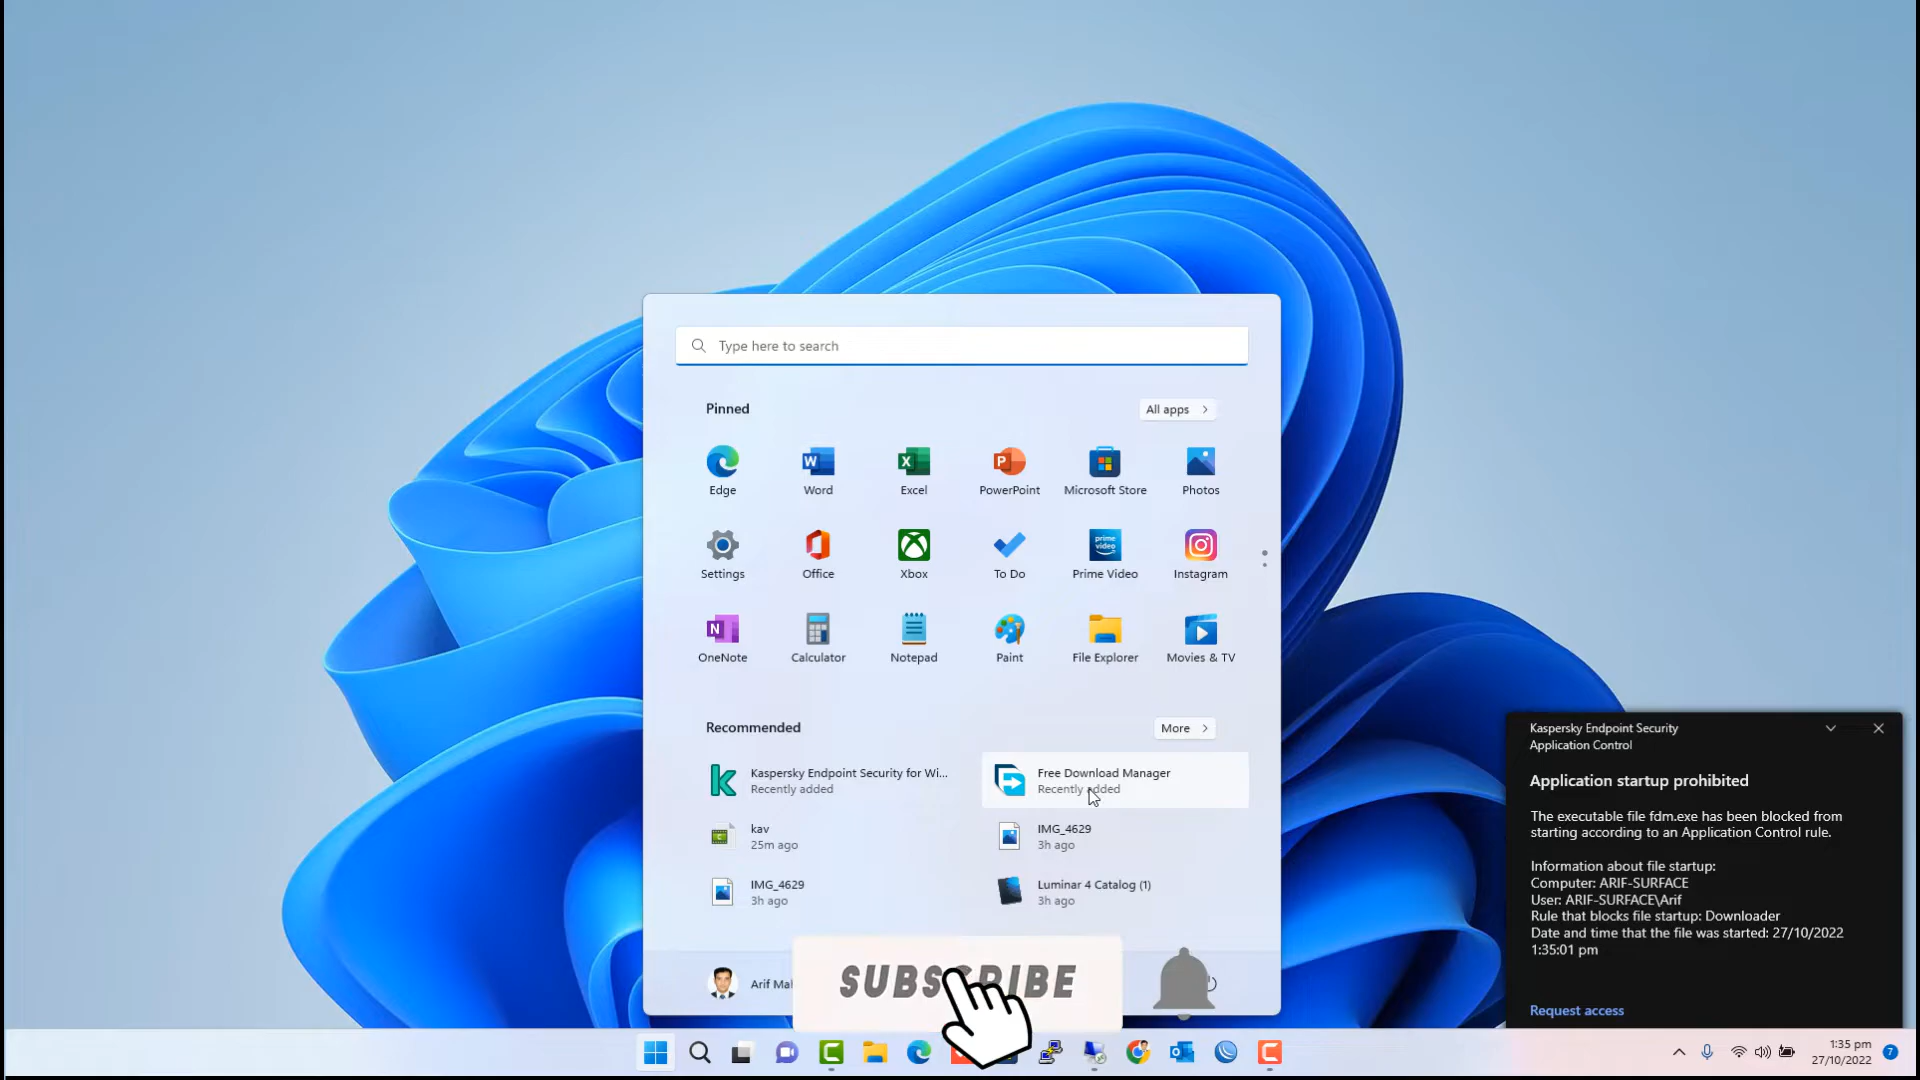 Type here to search
Pinned
All apps
Edge
Word
Excel
PowerPoint
Microsoft Store
Photos
Settings
Office
Xbox
To Do
prime video
Prime Video
Instagram
OneNote
Calculator
Notepad
Paint
File Explorer
Movies & TV
Recommended
More
Kaspersky Endpoint Security for Wi...
Recently added
Free Download Manager
Recently added
kav
25m ago
IMG_4629
3h ago
IMG_4629
3h ago
Luminar 4 Catalog (1)
3h ago
Arif Mal
SUBSCRIBE
Kaspersky Endpoint Security
Application Control
Application startup prohibited
The executable file fdm.exe has been blocked from
starting according to an Application Control rule.
Information about file startup:
Computer: ARIF-SURFACE
User: ARIF-SURFACE\Arif
Rule that blocks file startup: Downloader
Date and time that the file was started: 27/10/2022
1:35:01 pm
Request access
1:35 pm
27/10/2022
7